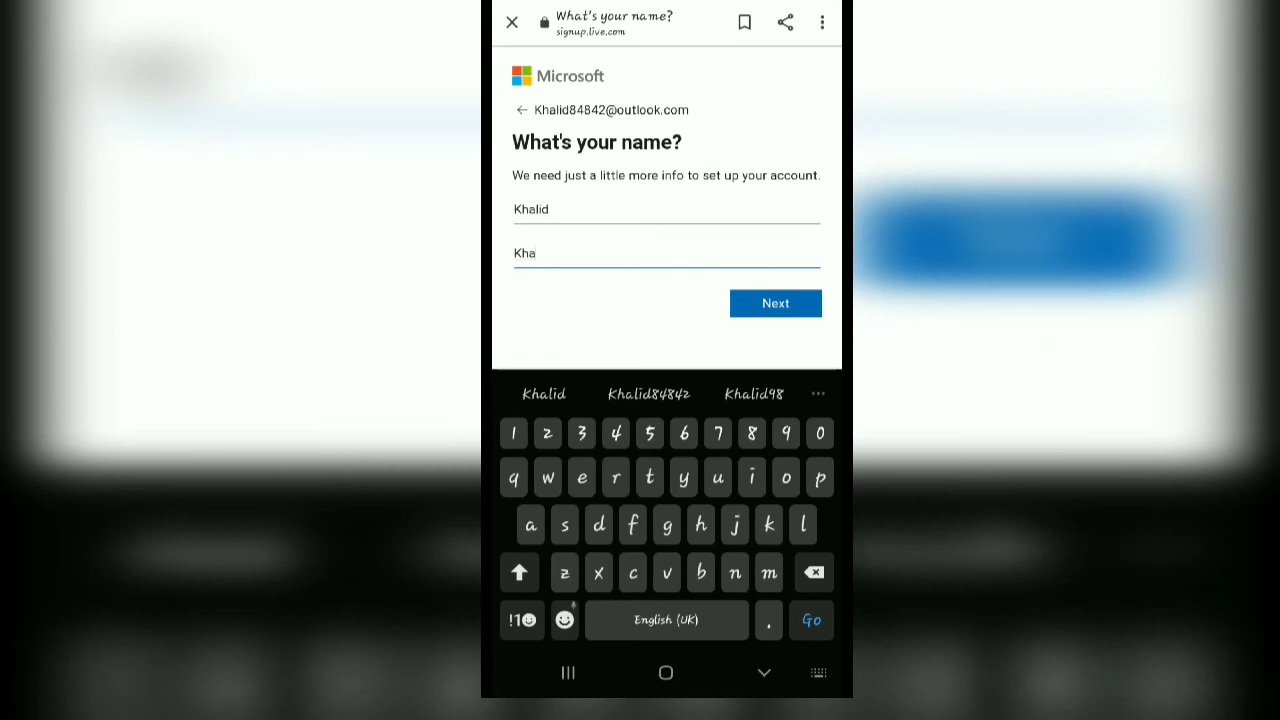 What's your name?
signup.live.com
Microsoft
← Khalid84842@outlook.com
What's your name?
We need just a little more info to set up your account.
Khalid
Kha
Next
Khalid Khalid84842 Khalid98 ...
1 2 3 4 5 6 7 8 9 0
q w e r t y u i o p
a s d f g h j k l
z x c v b n m
!1☻ English (UK) . Go